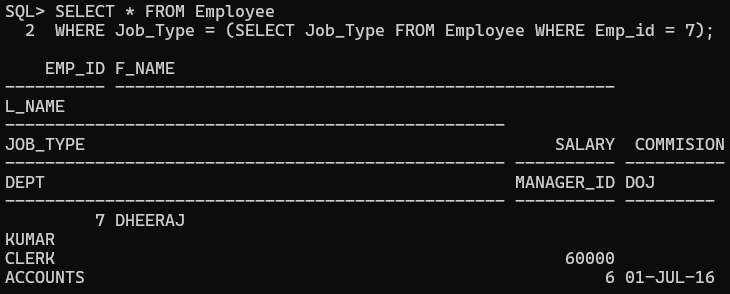 SQL> SELECT * FROM Employee
  2  WHERE Job_Type = (SELECT Job_Type FROM Employee WHERE Emp_id = 7);

    EMP_ID F_NAME
---------- --------------------------------------------------
L_NAME
--------------------------------------------------
JOB_TYPE                                               SALARY  COMMISION
-------------------------------------------------- ---------- ----------
DEPT                                               MANAGER_ID DOJ
-------------------------------------------------- ---------- ---------
         7 DHEERAJ
KUMAR
CLERK                                                   60000
ACCOUNTS                                                    6 01-JUL-16